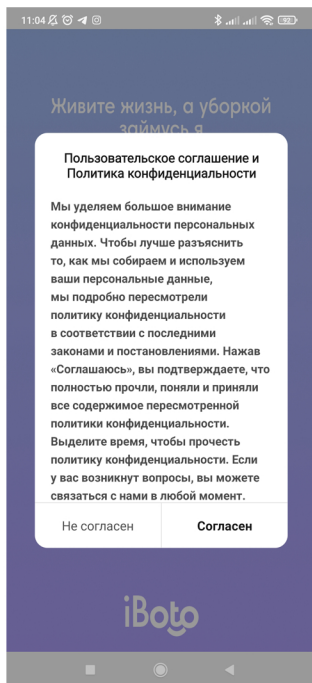 11:04
92
Живите жизнь, а уборкой
займусь я
Пользовательское соглашение и
Политика конфиденциальности
Мы уделяем большое внимание
конфиденциальности персональных
данных. Чтобы лучше разъяснить
то, как мы собираем и используем
ваши персональные данные,
мы подробно пересмотрели
политику конфиденциальности
в соответствии с последними
законами и постановлениями. Нажав
«Соглашаюсь», вы подтверждаете, что
полностью прочли, поняли и приняли
все содержимое пересмотренной
политики конфиденциальности.
Выделите время, чтобы прочесть
политику конфиденциальности. Если
у вас возникнут вопросы, вы можете
связаться с нами в любой момент.
Не согласен
Согласен
iBoto